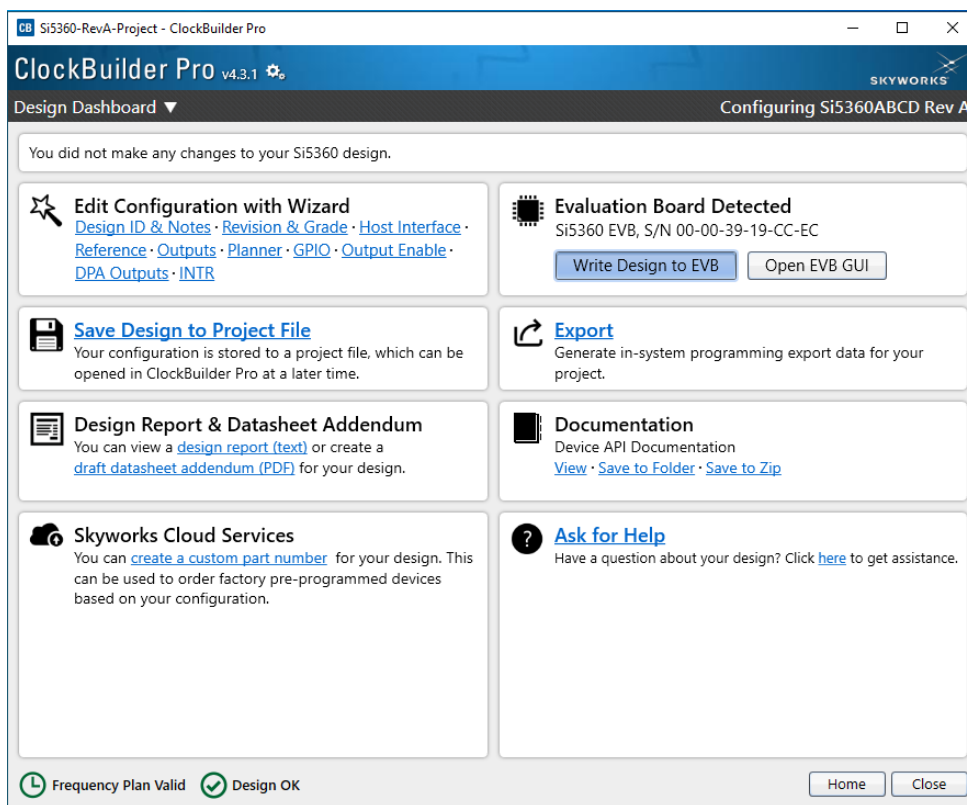 CB Si5360-RevA-Project - ClockBuilder Pro
ClockBuilder Pro v4.3.1
SKYWORKS
Design Dashboard ▼
Configuring Si5360ABCD Rev A
You did not make any changes to your Si5360 design.
Edit Configuration with Wizard
Design ID & Notes · Revision & Grade · Host Interface ·
Reference · Outputs · Planner · GPIO · Output Enable ·
DPA Outputs · INTR
Evaluation Board Detected
Si5360 EVB, S/N 00-00-39-19-CC-EC
Write Design to EVB
Open EVB GUI
Save Design to Project File
Your configuration is stored to a project file, which can be
opened in ClockBuilder Pro at a later time.
Export
Generate in-system programming export data for your
project.
Design Report & Datasheet Addendum
You can view a design report (text) or create a
draft datasheet addendum (PDF) for your design.
Documentation
Device API Documentation
View · Save to Folder · Save to Zip
Skyworks Cloud Services
You can create a custom part number for your design. This
can be used to order factory pre-programmed devices
based on your configuration.
? Ask for Help
Have a question about your design? Click here to get assistance.
Frequency Plan Valid
Design OK
Home
Close